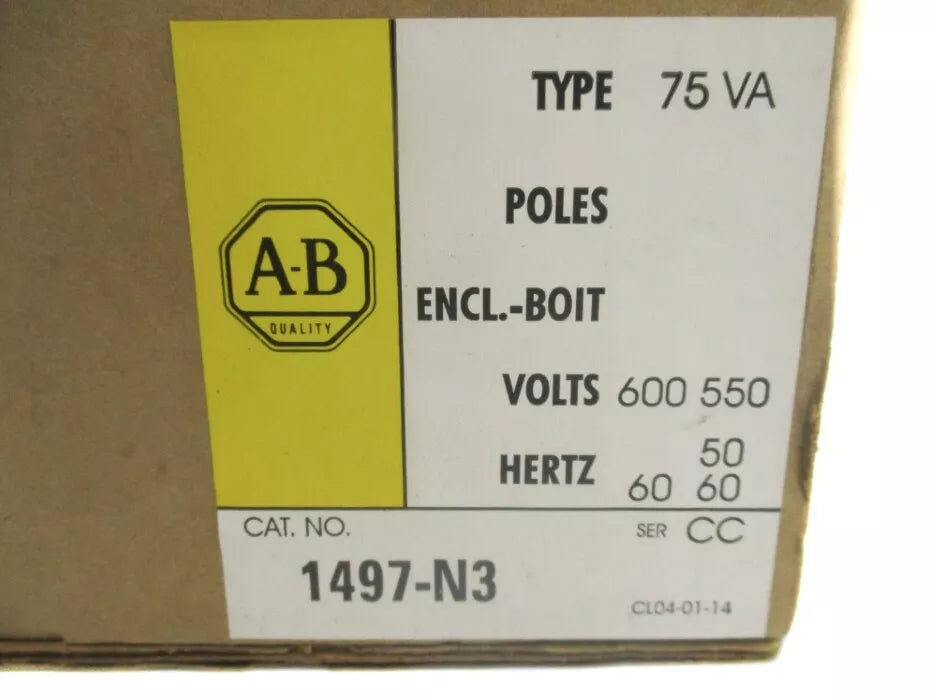 A-B
QUALITY
TYPE 75 VA
POLES
ENCL.-BOIT
VOLTS 600 550
50
HERTZ 60 60
CAT. NO.
1497-N3
SER CC
CL04-01-14